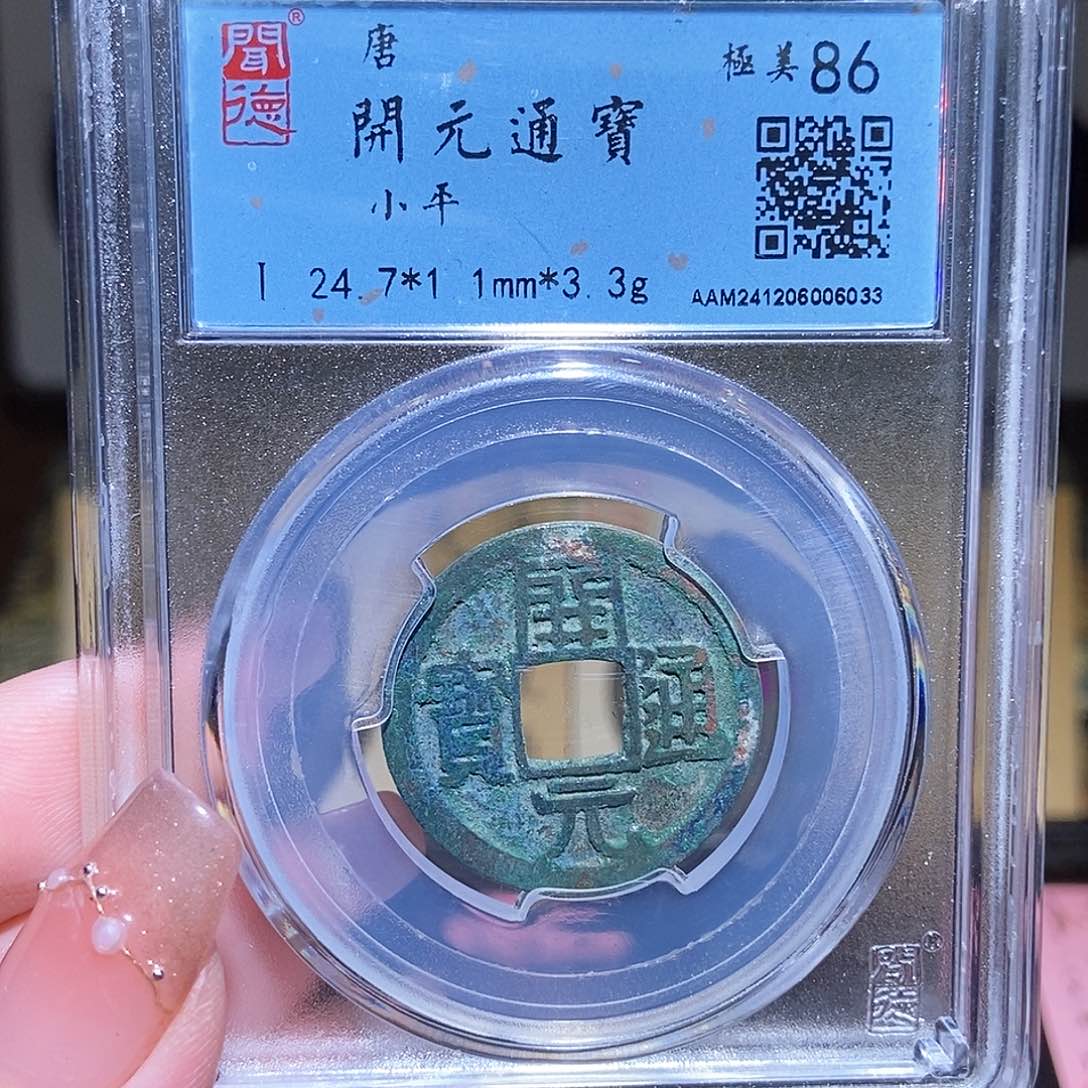 聞德®
唐
極美86
開元通寶
小平
I 24.7*1.1mm*3.3g
AAM241206006033
開元通寶
聞德®